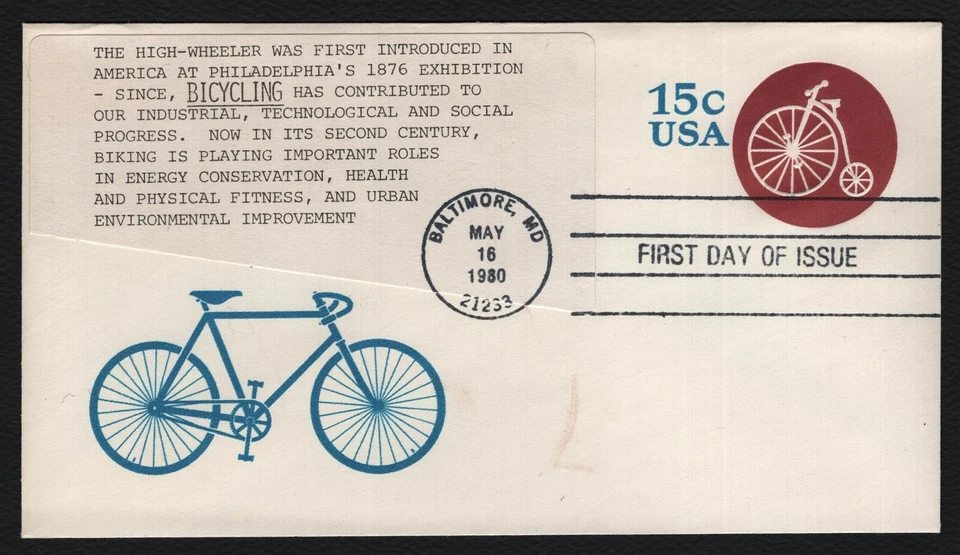 THE HIGH-WHEELER WAS FIRST INTRODUCED IN
AMERICA AT PHILADELPHIA'S 1876 EXHIBITION
- SINCE, BICYCLING HAS CONTRIBUTED TO
OUR INDUSTRIAL, TECHNOLOGICAL AND SOCIAL
PROGRESS. NOW IN ITS SECOND CENTURY,
BIKING IS PLAYING IMPORTANT ROLES
IN ENERGY CONSERVATION, HEALTH
AND PHYSICAL FITNESS, AND URBAN
ENVIRONMENTAL IMPROVEMENT
15c
USA
BALTIMORE, MD
MAY
16
1980
21233
FIRST DAY OF ISSUE